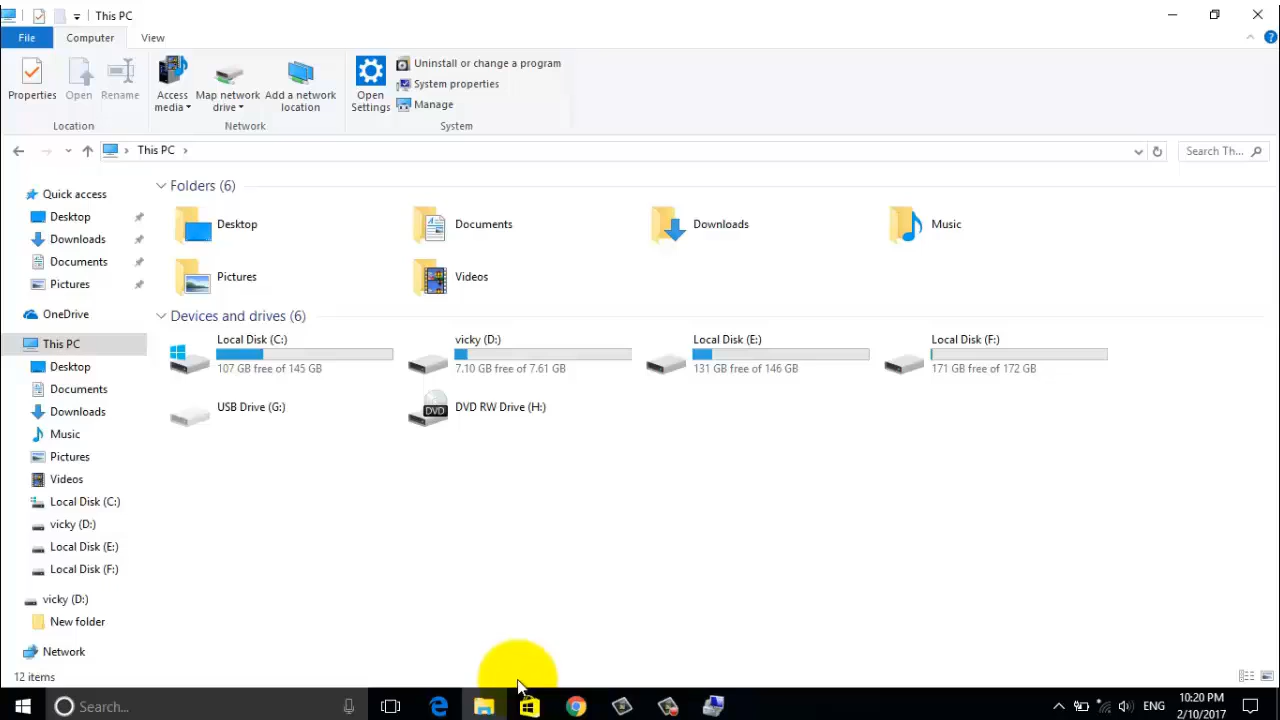 This PC
File
Computer
View
Properties
Open
Rename
Access media
Map network drive
Add a network location
Open Settings
Uninstall or change a program
System properties
Manage
Location
Network
System
This PC
Search Th...
Quick access
Desktop
Downloads
Documents
Pictures
OneDrive
This PC
Desktop
Documents
Downloads
Music
Pictures
Videos
Local Disk (C:)
vicky (D:)
Local Disk (E:)
Local Disk (F:)
vicky (D:)
New folder
Network
Folders (6)
Desktop
Documents
Downloads
Music
Pictures
Videos
Devices and drives (6)
Local Disk (C:)
107 GB free of 145 GB
vicky (D:)
7.10 GB free of 7.61 GB
Local Disk (E:)
131 GB free of 146 GB
Local Disk (F:)
171 GB free of 172 GB
USB Drive (G:)
DVD
DVD RW Drive (H:)
12 items
Search...
ENG
10:20 PM
2/10/2017